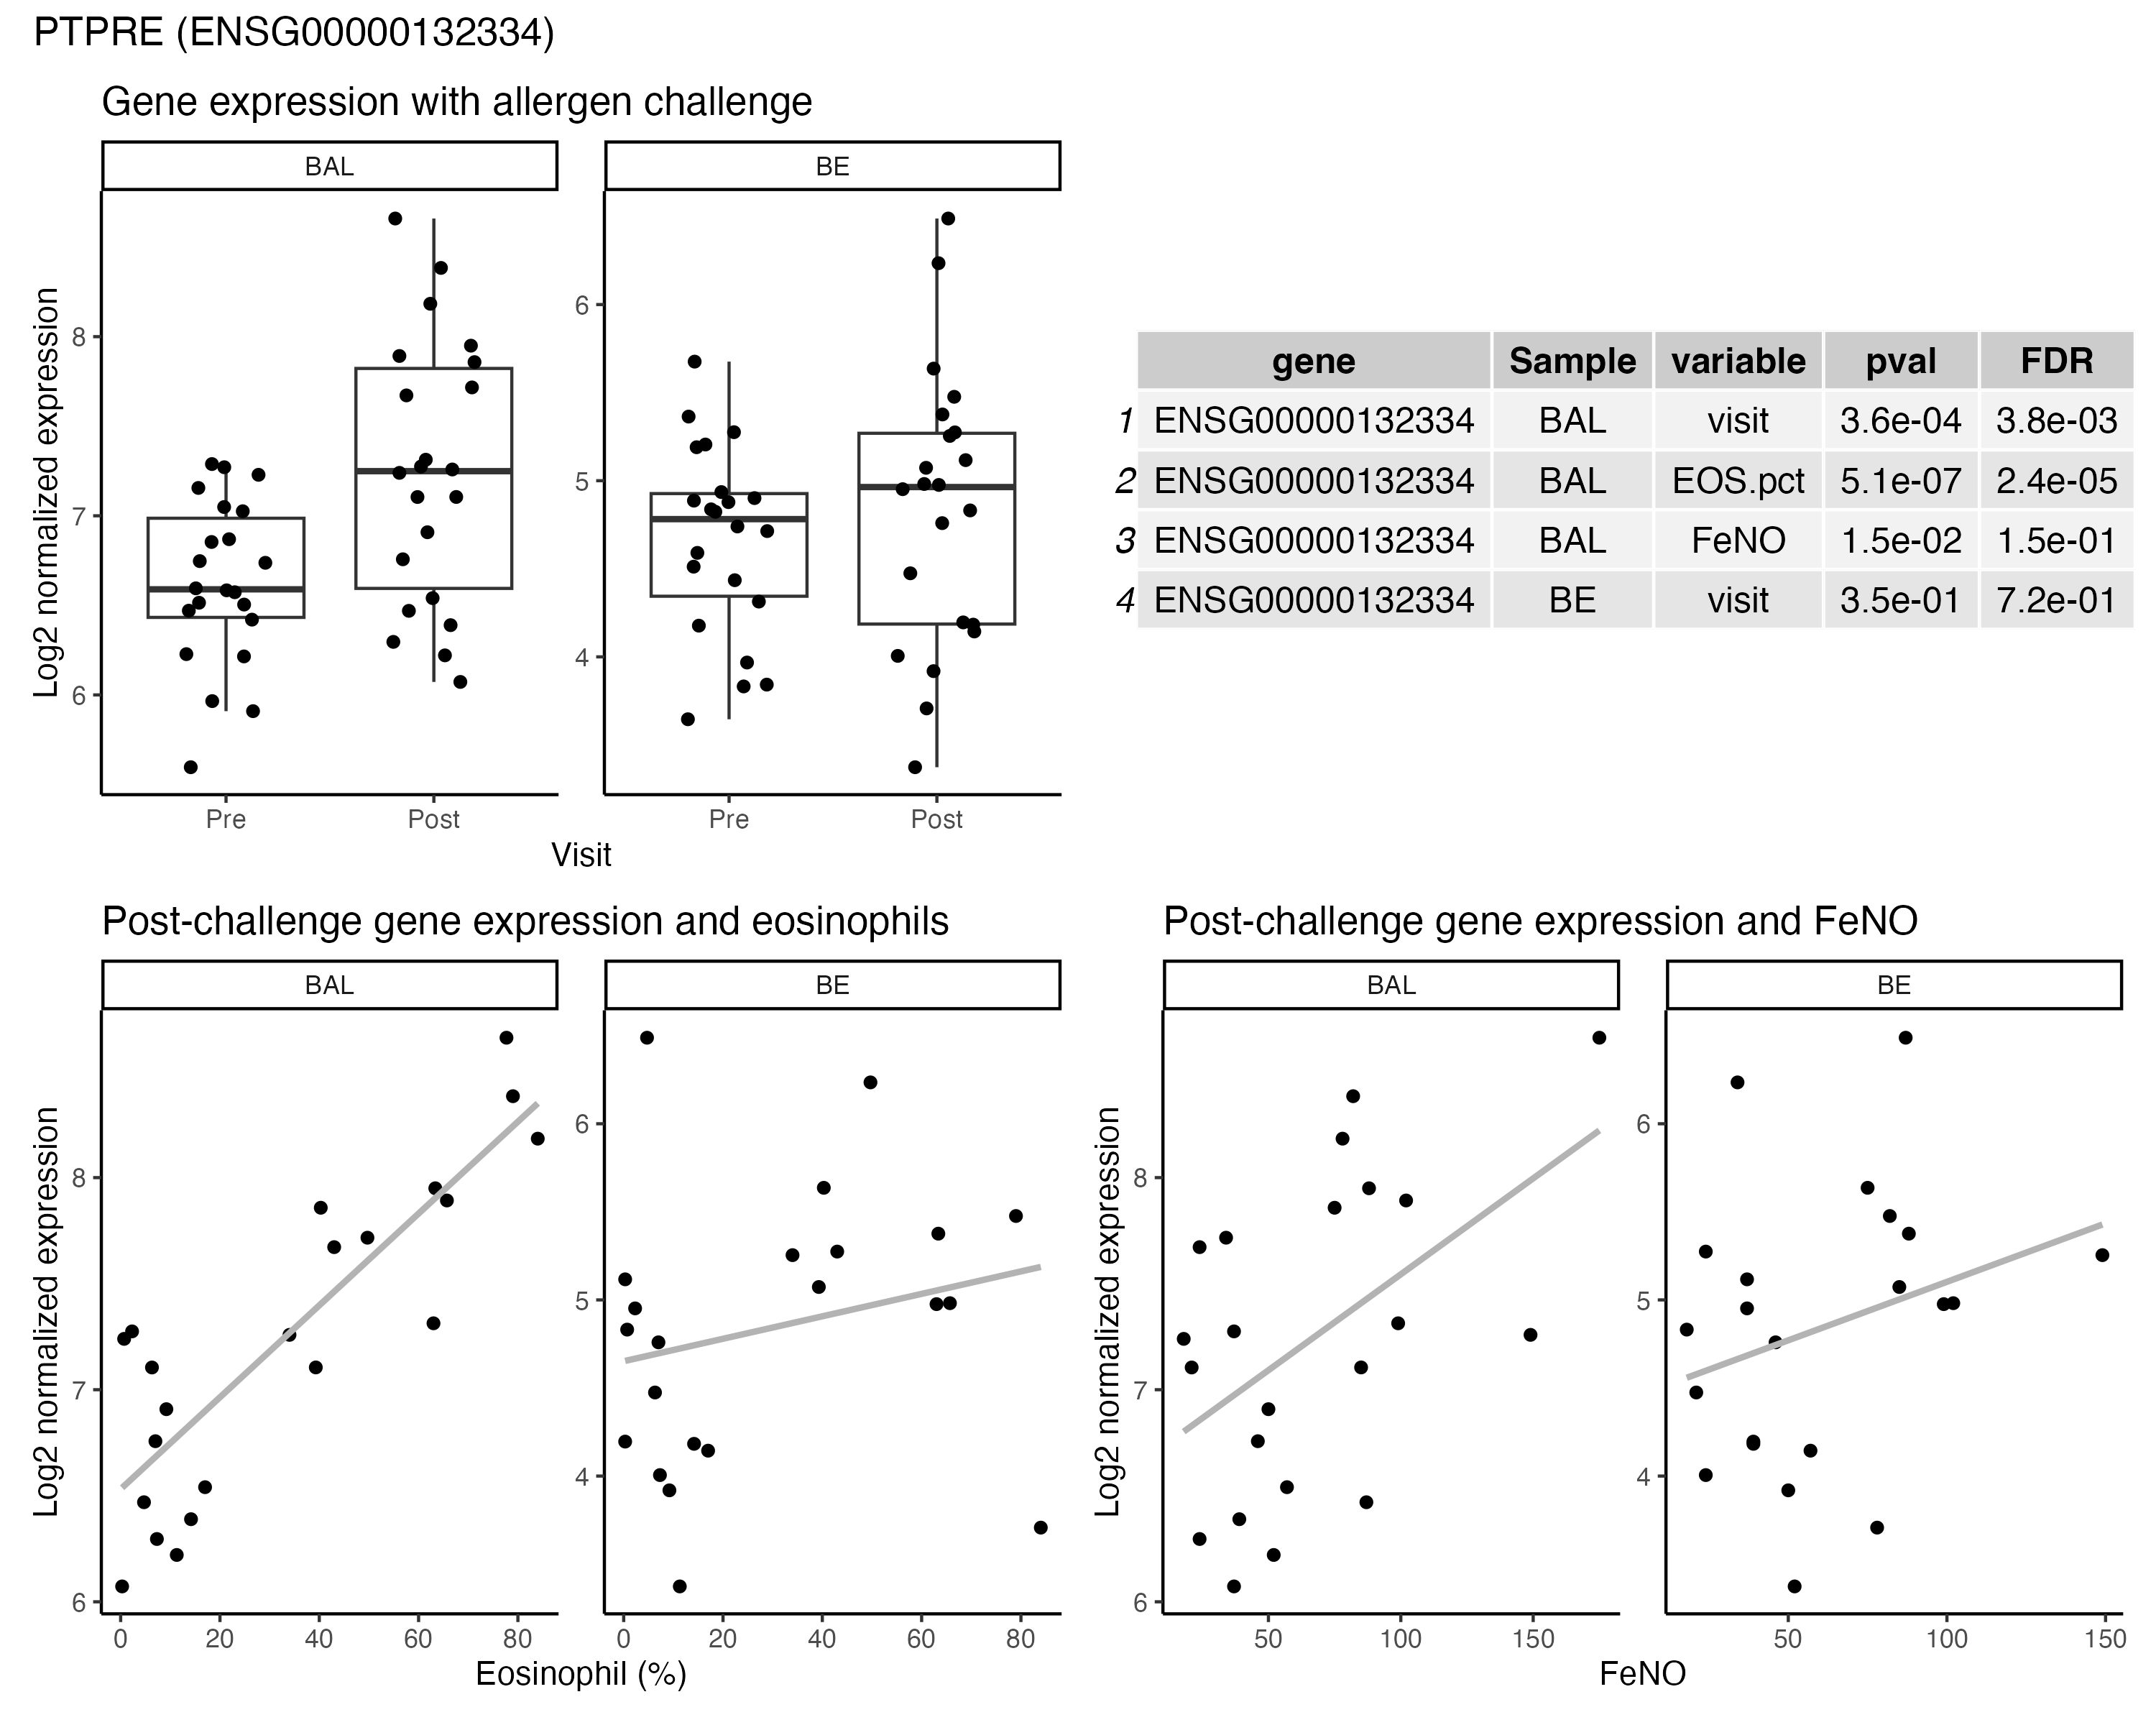 PTPRE (ENSG00000132334)
Gene expression with allergen challenge
BAL BE
Log2 normalized expression
8
7
6
6
5
4
Pre Post Pre Post
Visit
gene Sample variable pval FDR
1 ENSG00000132334 BAL visit 3.6e-04 3.8e-03
2 ENSG00000132334 BAL EOS.pct 5.1e-07 2.4e-05
3 ENSG00000132334 BAL FeNO 1.5e-02 1.5e-01
4 ENSG00000132334 BE visit 3.5e-01 7.2e-01
Post-challenge gene expression and eosinophils
BAL BE
Log2 normalized expression
8
7
6
6
5
4
0 20 40 60 80 0 20 40 60 80
Eosinophil (%)
Post-challenge gene expression and FeNO
BAL BE
Log2 normalized expression
8
7
6
6
5
4
50 100 150 50 100 150
FeNO